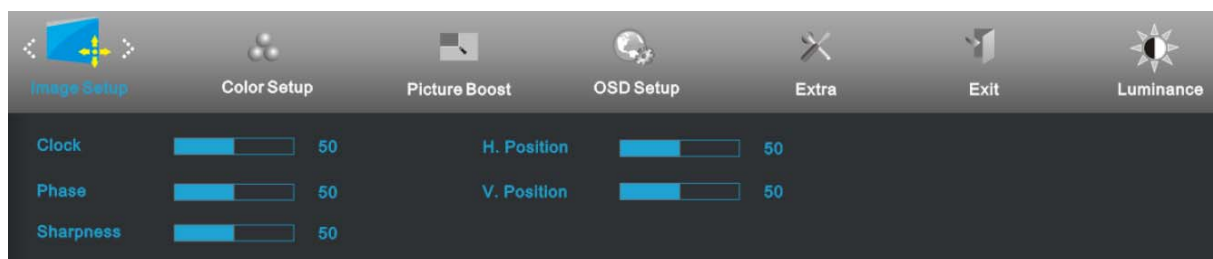 Image Setup
Color Setup
Picture Boost
OSD Setup
Extra
Exit
Luminance
Clock 50 H. Position 50
Phase 50 V. Position 50
Sharpness 50